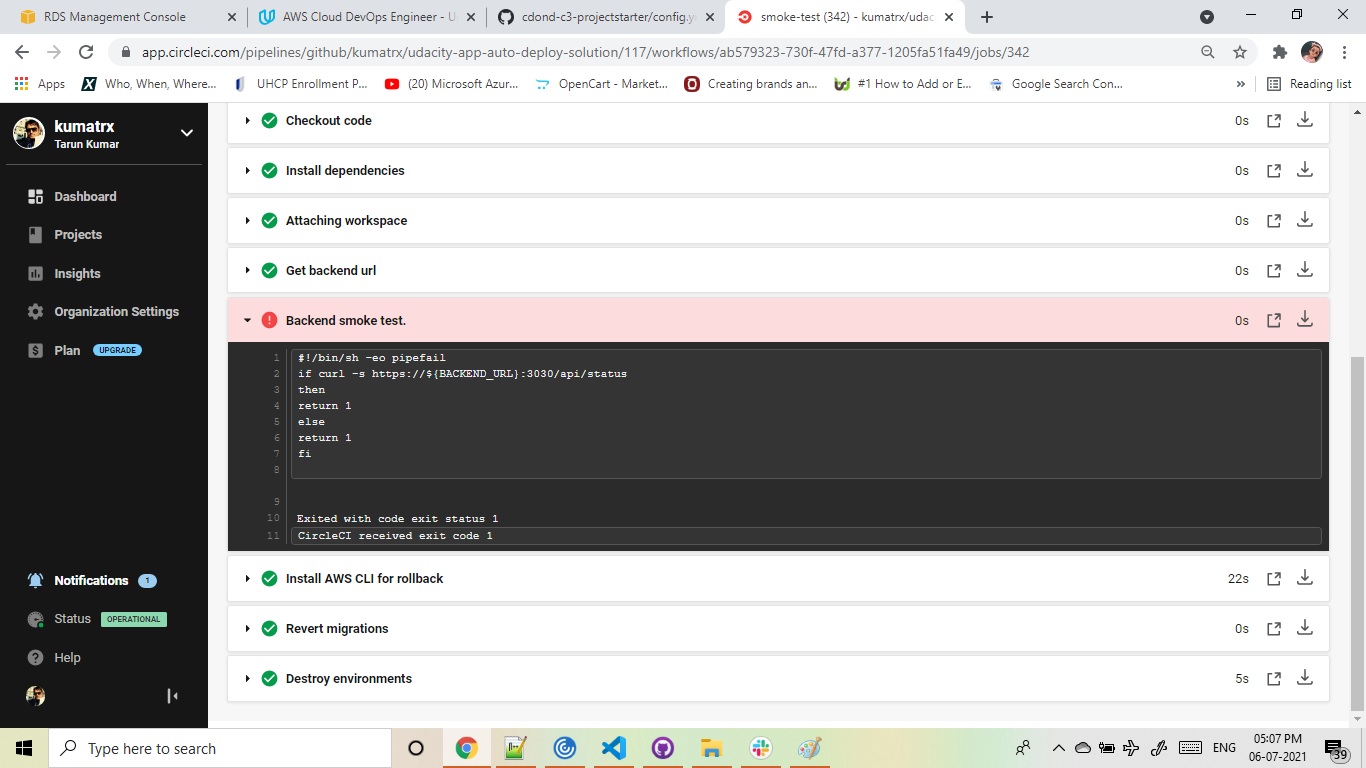 RDS Management Console
AWS Cloud DevOps Engineer - U
cdond-c3-projectstarter/config.y
smoke-test (342) - kumatrx/udac
app.circleci.com/pipelines/github/kumatrx/udacity-app-auto-deploy-solution/117/workflows/ab579323-730f-47fd-a377-1205fa51fa49/jobs/342
Apps
Who, When, Where...
UHCP Enrollment P...
(20) Microsoft Azur...
OpenCart - Market...
Creating brands an...
#1 How to Add or E...
Google Search Con...
»
Reading list
kumatrx
Tarun Kumar
Dashboard
Projects
Insights
Organization Settings
Plan UPGRADE
Notifications 1
Status OPERATIONAL
Help
Checkout code 0s
Install dependencies 0s
Attaching workspace 0s
Get backend url 0s
Backend smoke test. 0s
1 #!/bin/sh -eo pipefail
2 if curl -s https://${BACKEND_URL}:3030/api/status
3 then
4 return 1
5 else
6 return 1
7 fi
8
9
10 Exited with code exit status 1
11 CircleCI received exit code 1
Install AWS CLI for rollback 22s
Revert migrations 0s
Destroy environments 5s
Type here to search
ENG
05:07 PM
06-07-2021
39